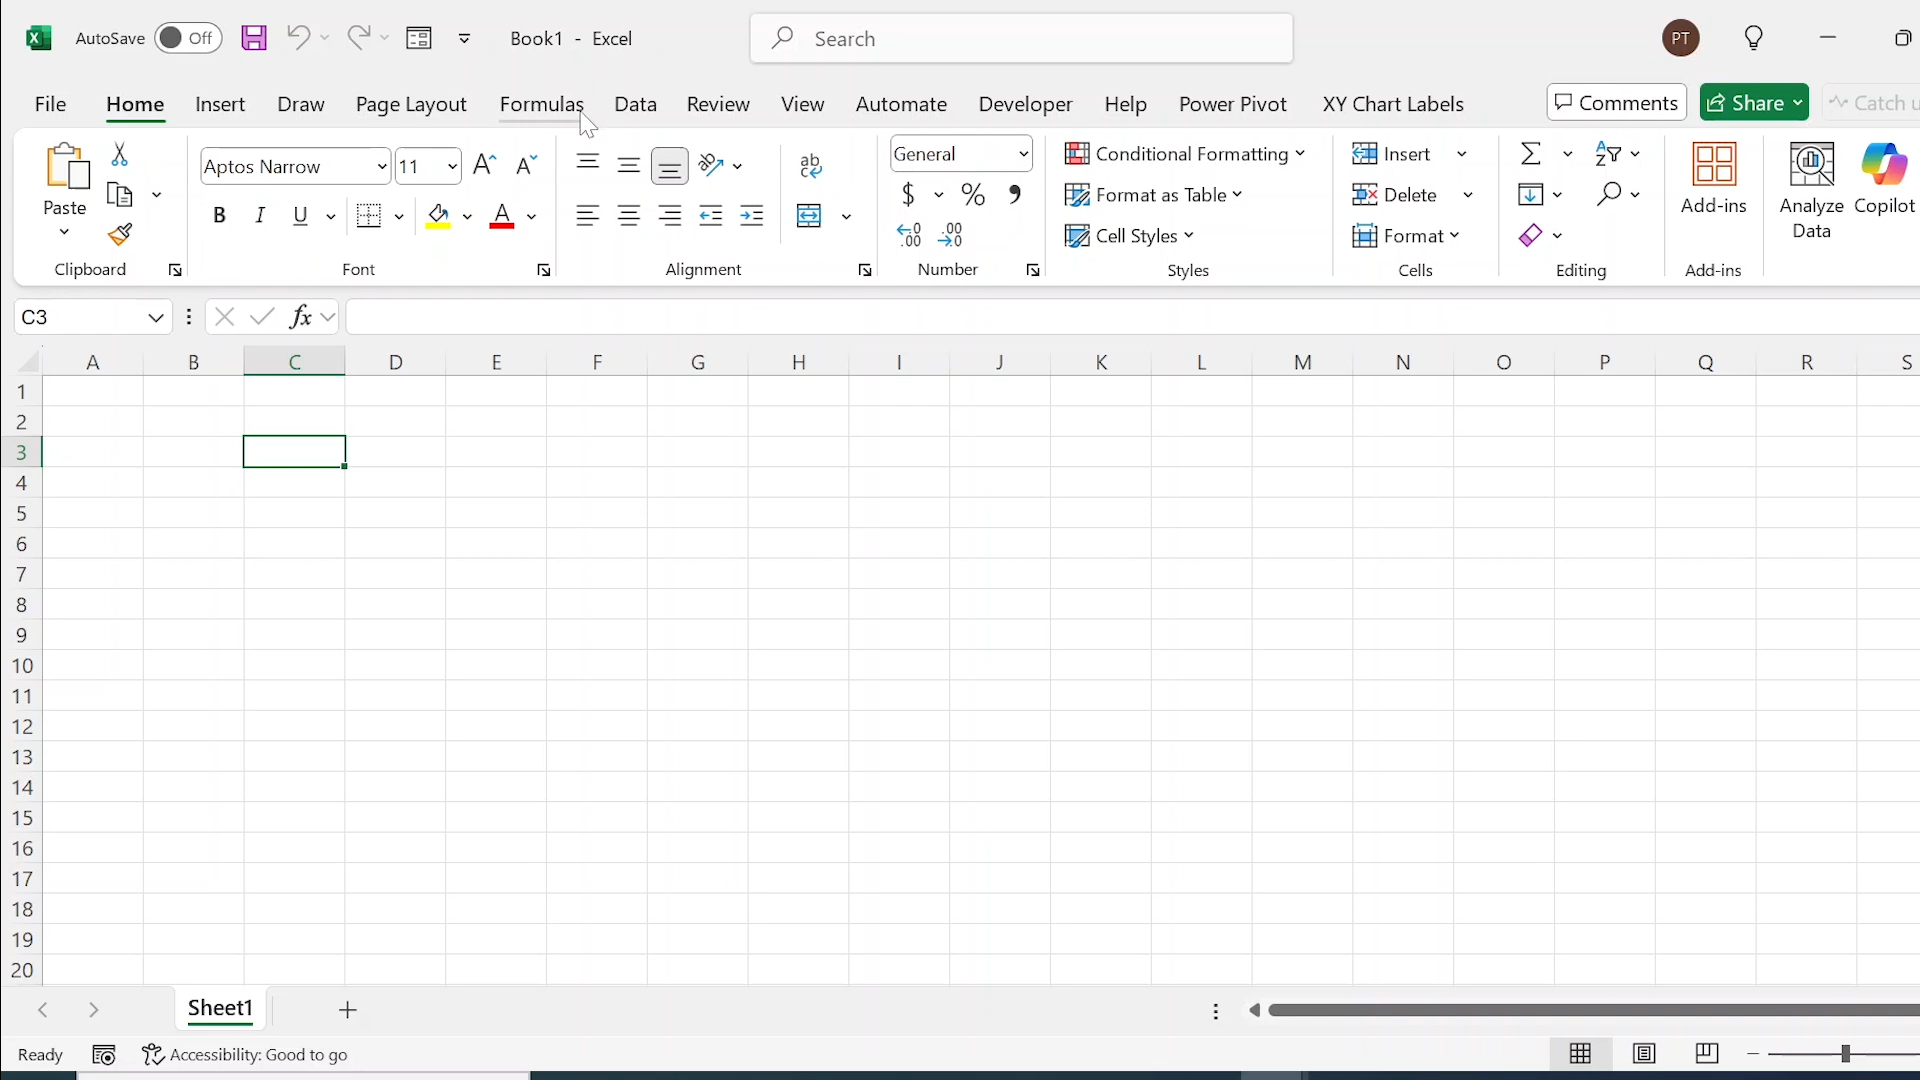 AutoSave Off Book1 - Excel Search PT
File Home Insert Draw Page Layout Formulas Data Review View Automate Developer Help Power Pivot XY Chart Labels Comments Share Catch u
Paste
Aptos Narrow 11
General
Conditional Formatting
Format as Table
Cell Styles
Insert
Delete
Format
Add-ins
Analyze
Data
Copilot
Clipboard Font Alignment Number Styles Cells Editing Add-ins
C3 fx
A B C D E F G H I J K L M N O P Q R S
1
2
3
4
5
6
7
8
9
10
11
12
13
14
15
16
17
18
19
20
Sheet1
Ready Accessibility: Good to go